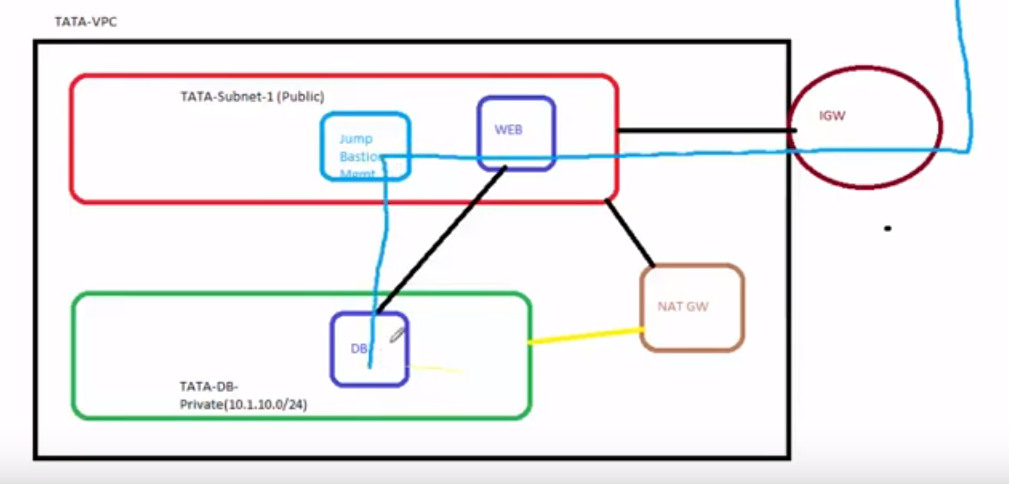 TATA-VPC
TATA-Subnet-1 (Public)
Jump
Bastion
Mgmt
WEB
IGW
NAT GW
DB
TATA-DB-
Private(10.1.10.0/24)